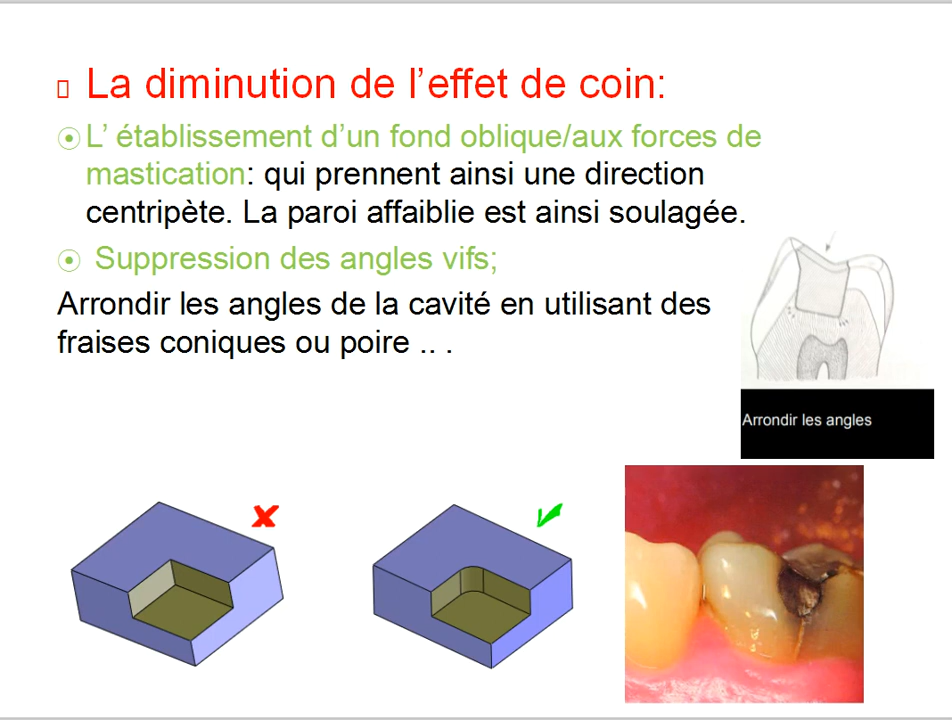 La diminution de l’effet de coin:
L’ établissement d’un fond oblique/aux forces de
mastication: qui prennent ainsi une direction
centripète. La paroi affaiblie est ainsi soulagée.
Suppression des angles vifs;
Arrondir les angles de la cavité en utilisant des
fraises coniques ou poire .. .
Arrondir les angles